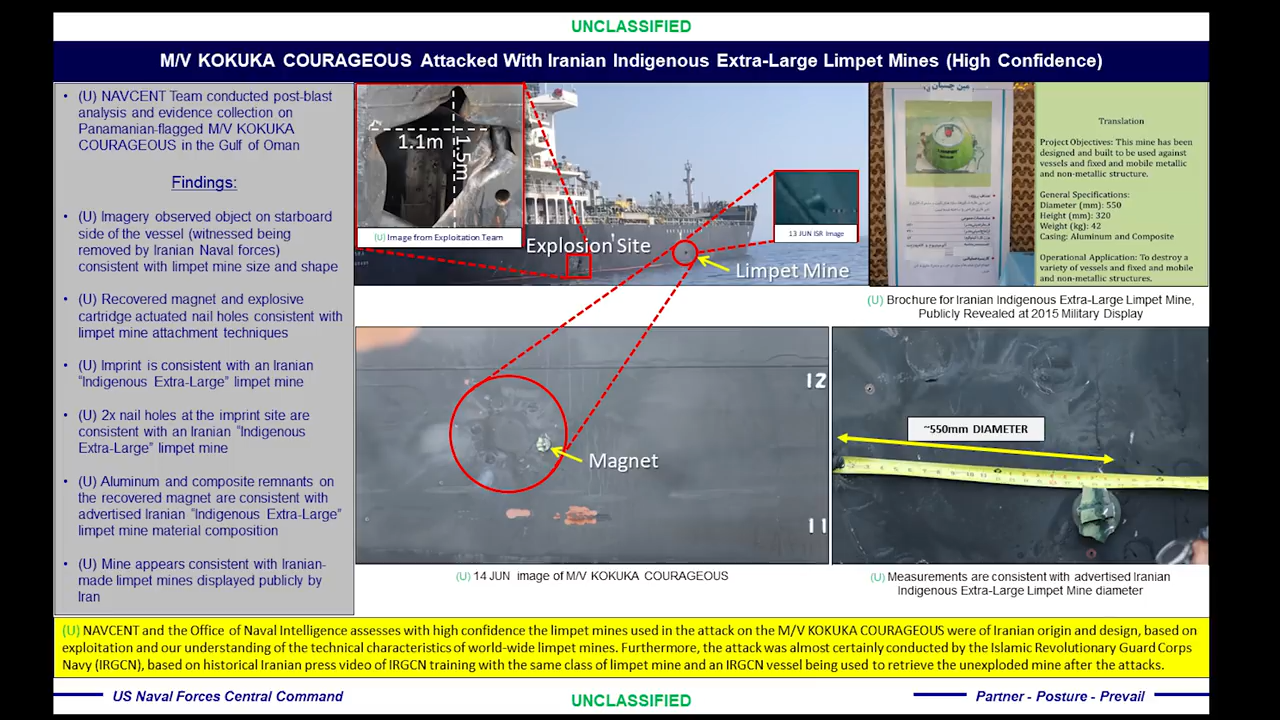 UNCLASSIFIED
M/V KOKUKA COURAGEOUS Attacked With Iranian Indigenous Extra-Large Limpet Mines (High Confidence)
• (U) NAVCENT Team conducted post-blast
analysis and evidence collection on
Panamanian-flagged M/V KOKUKA
COURAGEOUS in the Gulf of Oman
Findings:
• (U) Imagery observed object on starboard
side of the vessel (witnessed being
removed by Iranian Naval forces)
consistent with limpet mine size and shape
• (U) Recovered magnet and explosive
cartridge actuated nail holes consistent with
limpet mine attachment techniques
• (U) Imprint is consistent with an Iranian
“Indigenous Extra-Large” limpet mine
• (U) 2x nail holes at the imprint site are
consistent with an Iranian “Indigenous
Extra-Large” limpet mine
• (U) Aluminum and composite remnants on
the recovered magnet are consistent with
advertised Iranian “Indigenous Extra-Large”
limpet mine material composition
• (U) Mine appears consistent with Iranian-
made limpet mines displayed publicly by
Iran
1.1m
1.5m
(U) Image from Exploitation Team
Explosion Site
13 JUN ISR Image
Limpet Mine
Translation
Project Objectives: This mine has been
designed and built to be used against
vessels and fixed and mobile metallic
and non-metallic structure.
General Specifications:
Diameter (mm): 550
Height (mm): 320
Weight (kg): 42
Casing: Aluminum and Composite
Operational Application: To destroy a
variety of vessels and fixed and mobile
and non-metallic structures.
(U) Brochure for Iranian Indigenous Extra-Large Limpet Mine,
Publicly Revealed at 2015 Military Display
12
Magnet
11
(U) 14 JUN image of M/V KOKUKA COURAGEOUS
~550mm DIAMETER
(U) Measurements are consistent with advertised Iranian
Indigenous Extra-Large Limpet Mine diameter
(U) NAVCENT and the Office of Naval Intelligence assesses with high confidence the limpet mines used in the attack on the M/V KOKUKA COURAGEOUS were of Iranian origin and design, based on
exploitation and our understanding of the technical characteristics of world-wide limpet mines. Furthermore, the attack was almost certainly conducted by the Islamic Revolutionary Guard Corps
Navy (IRGCN), based on historical Iranian press video of IRGCN training with the same class of limpet mine and an IRGCN vessel being used to retrieve the unexploded mine after the attacks.
US Naval Forces Central Command
UNCLASSIFIED
Partner - Posture - Prevail